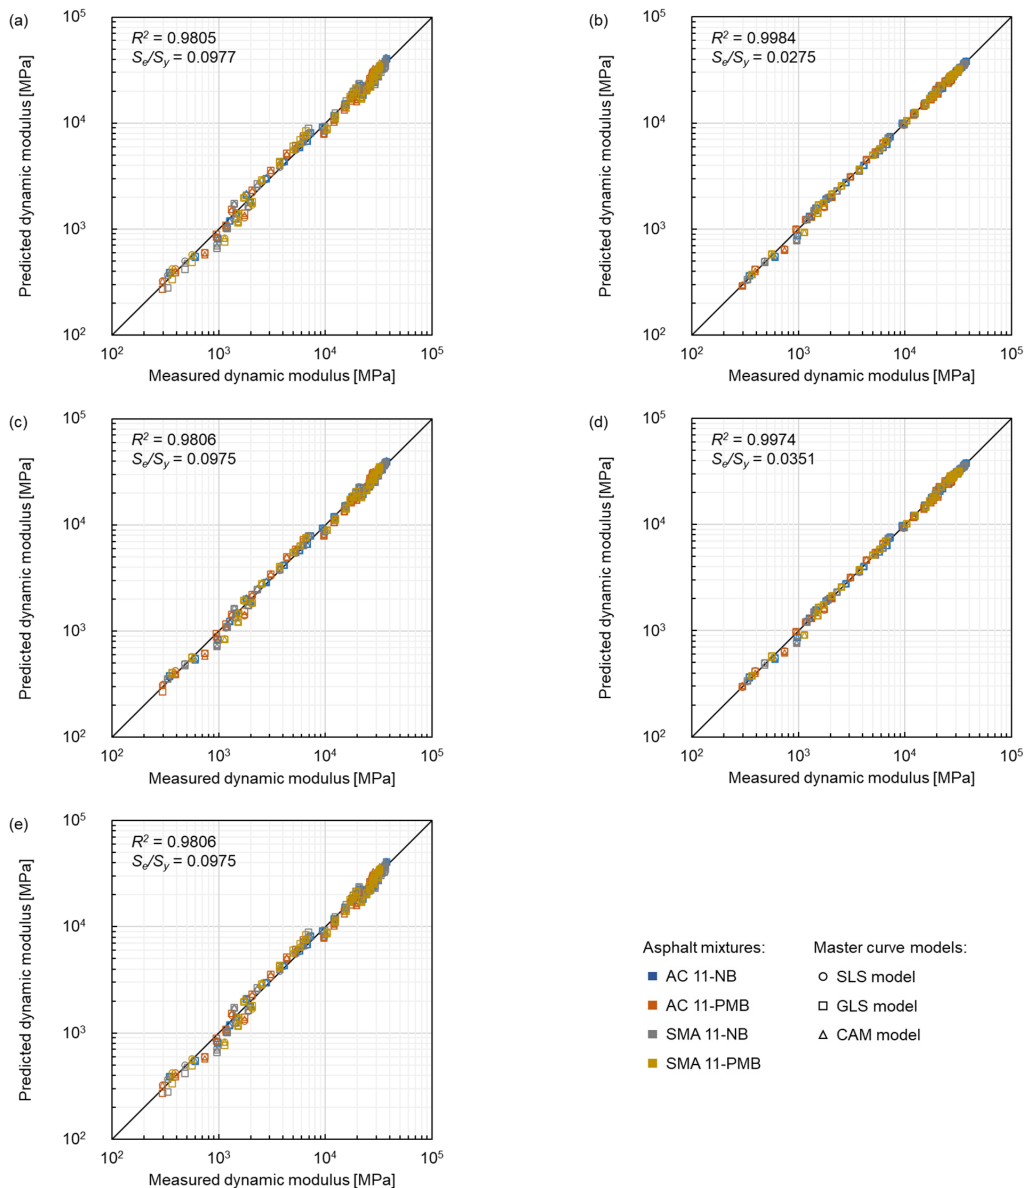 (a)
R² = 0.9805
Sₑ/Sᵧ = 0.0977
10⁵
10⁴
10³
10²
10² 10³ 10⁴ 10⁵
Predicted dynamic modulus [MPa]
Measured dynamic modulus [MPa]
(b)
R² = 0.9984
Sₑ/Sᵧ = 0.0275
10⁵
10⁴
10³
10²
10² 10³ 10⁴ 10⁵
Predicted dynamic modulus [MPa]
Measured dynamic modulus [MPa]
(c)
R² = 0.9806
Sₑ/Sᵧ = 0.0975
10⁵
10⁴
10³
10²
10² 10³ 10⁴ 10⁵
Predicted dynamic modulus [MPa]
Measured dynamic modulus [MPa]
(d)
R² = 0.9974
Sₑ/Sᵧ = 0.0351
10⁵
10⁴
10³
10²
10² 10³ 10⁴ 10⁵
Predicted dynamic modulus [MPa]
Measured dynamic modulus [MPa]
(e)
R² = 0.9806
Sₑ/Sᵧ = 0.0975
10⁵
10⁴
10³
10²
10² 10³ 10⁴ 10⁵
Predicted dynamic modulus [MPa]
Measured dynamic modulus [MPa]
Asphalt mixtures:
AC 11-NB
AC 11-PMB
SMA 11-NB
SMA 11-PMB
Master curve models:
SLS model
GLS model
CAM model